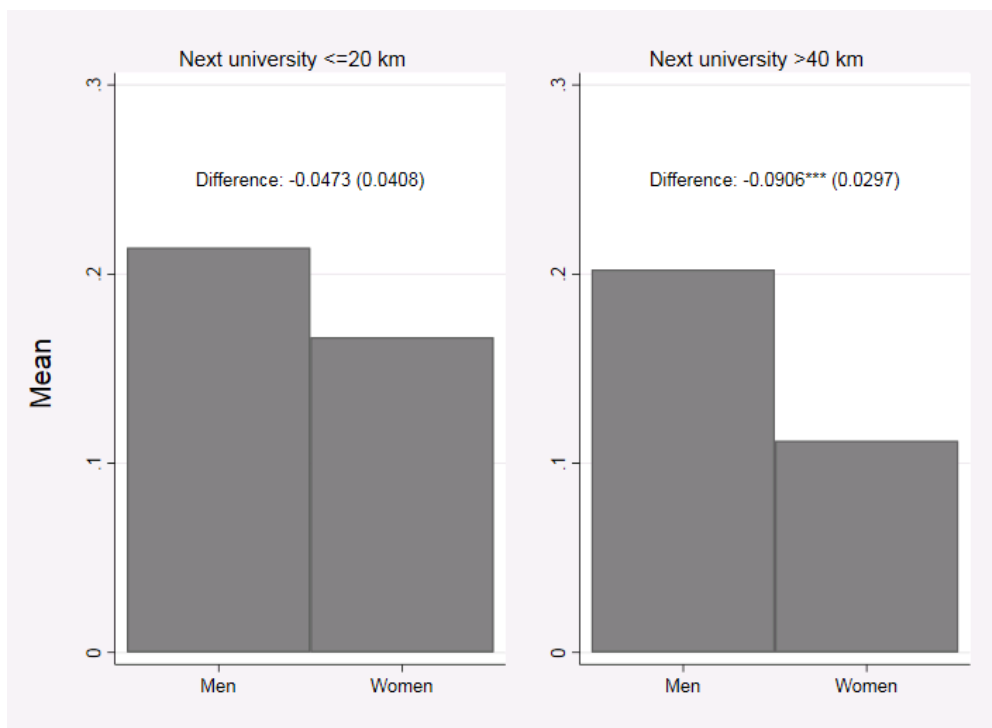 Mean
Next university <=20 km
.3
.2
.1
0
Difference: -0.0473 (0.0408)
Men
Women
Next university >40 km
.3
.2
.1
0
Difference: -0.0906*** (0.0297)
Men
Women